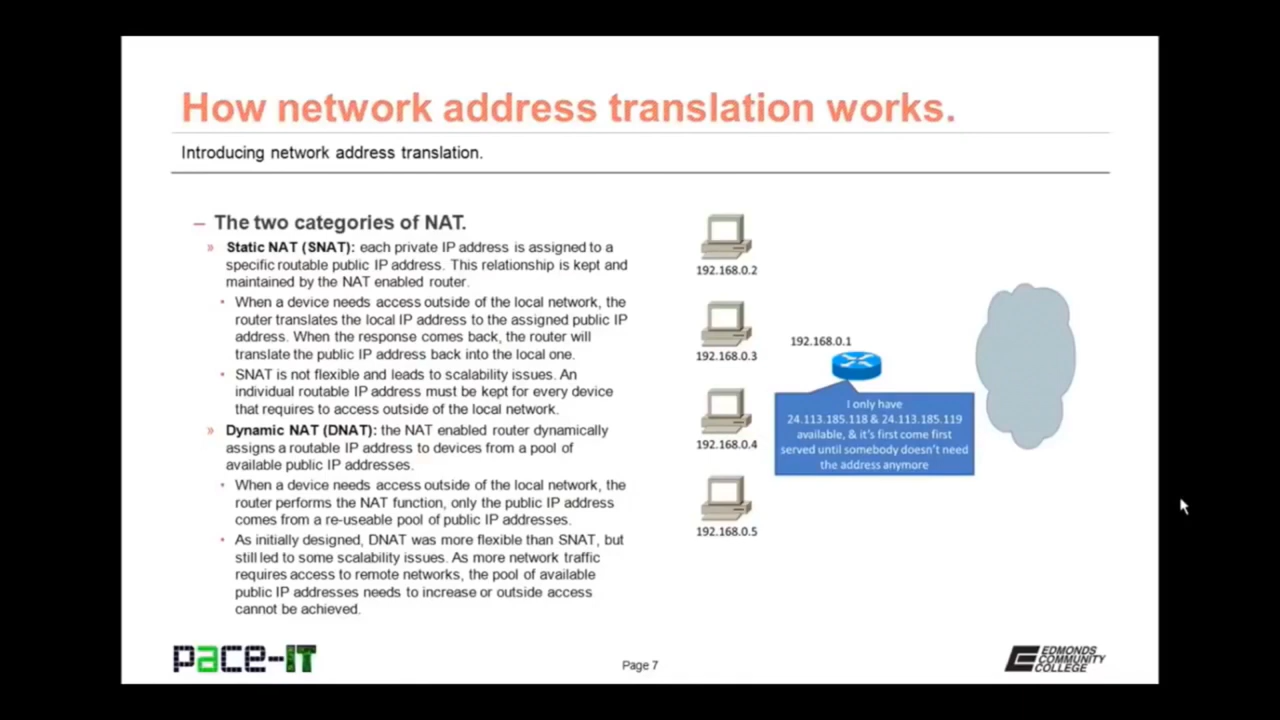 How network address translation works.
Introducing network address translation.
– The two categories of NAT.
» Static NAT (SNAT): each private IP address is assigned to a
specific routable public IP address. This relationship is kept and
maintained by the NAT enabled router.
• When a device needs access outside of the local network, the
router translates the local IP address to the assigned public IP
address. When the response comes back, the router will
translate the public IP address back into the local one.
• SNAT is not flexible and leads to scalability issues. An
individual routable IP address must be kept for every device
that requires to access outside of the local network.
» Dynamic NAT (DNAT): the NAT enabled router dynamically
assigns a routable IP address to devices from a pool of
available public IP addresses.
• When a device needs access outside of the local network, the
router performs the NAT function, only the public IP address
comes from a re-useable pool of public IP addresses.
• As initially designed, DNAT was more flexible than SNAT, but
still led to some scalability issues. As more network traffic
requires access to remote networks, the pool of available
public IP addresses needs to increase or outside access
cannot be achieved.
192.168.0.2
192.168.0.3
192.168.0.4
192.168.0.5
192.168.0.1
I only have
24.113.185.118 & 24.113.185.119
available, & it's first come first
served until somebody doesn't need
the address anymore
pace-IT
Page 7
EDMONDS
COMMUNITY
COLLEGE